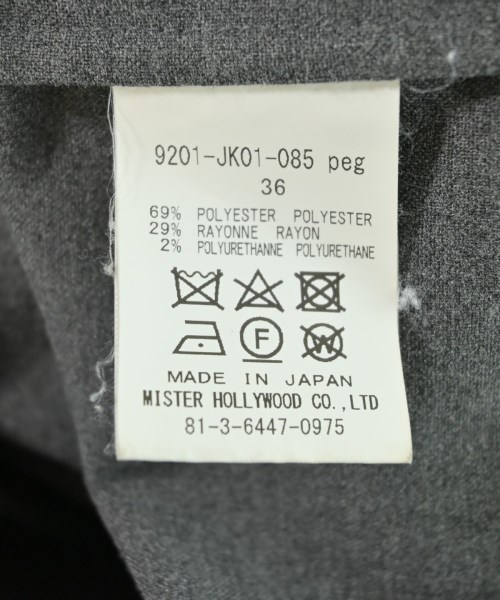 9201-JK01-085 peg
36
69% POLYESTER POLYESTER
29% RAYONNE RAYON
2% POLYURETHANNE POLYURETHANE
F W
MADE IN JAPAN
MISTER HOLLYWOOD CO.,LTD
81-3-6447-0975